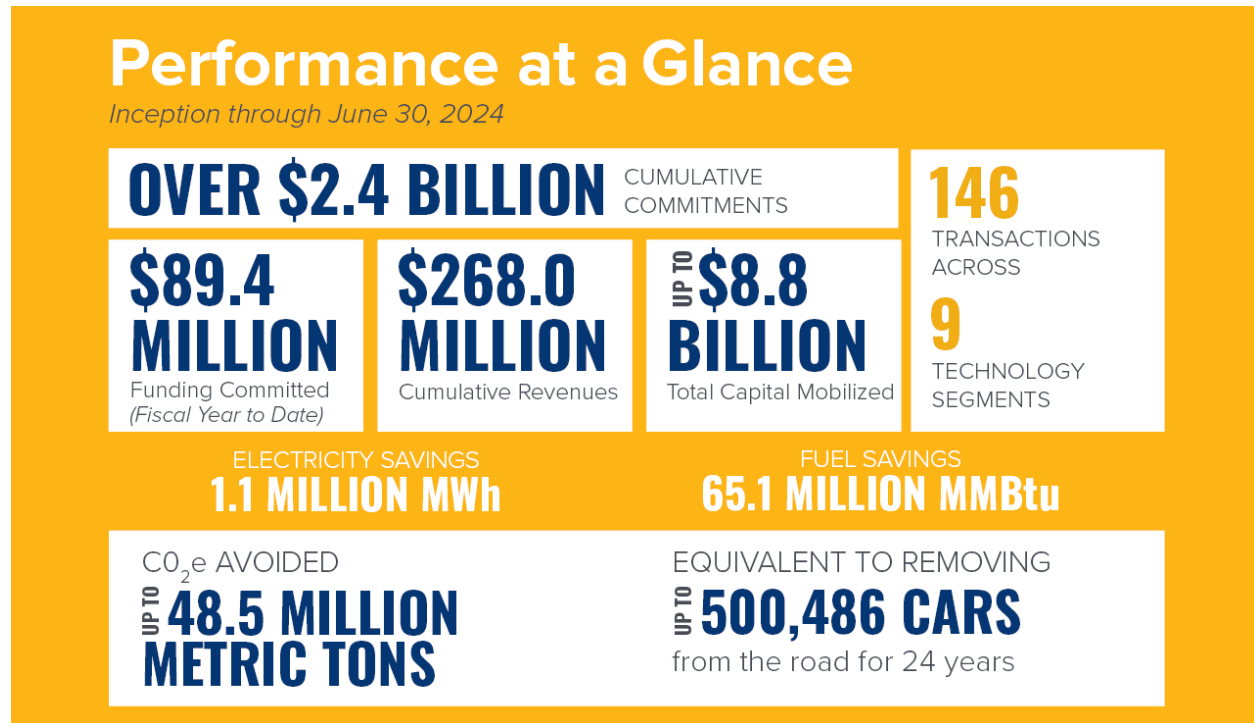 Performance at a Glance
Inception through June 30, 2024
OVER $2.4 BILLION
CUMULATIVE
COMMITMENTS
$89.4
MILLION
Funding Committed
(Fiscal Year to Date)
$268.0
MILLION
Cumulative Revenues
UP TO $8.8
BILLION
Total Capital Mobilized
146
TRANSACTIONS
ACROSS
9
TECHNOLOGY
SEGMENTS
ELECTRICITY SAVINGS
1.1 MILLION MWh
FUEL SAVINGS
65.1 MILLION MMBtu
C0₂e AVOIDED
UP TO 48.5 MILLION
METRIC TONS
EQUIVALENT TO REMOVING
UP TO 500,486 CARS
from the road for 24 years